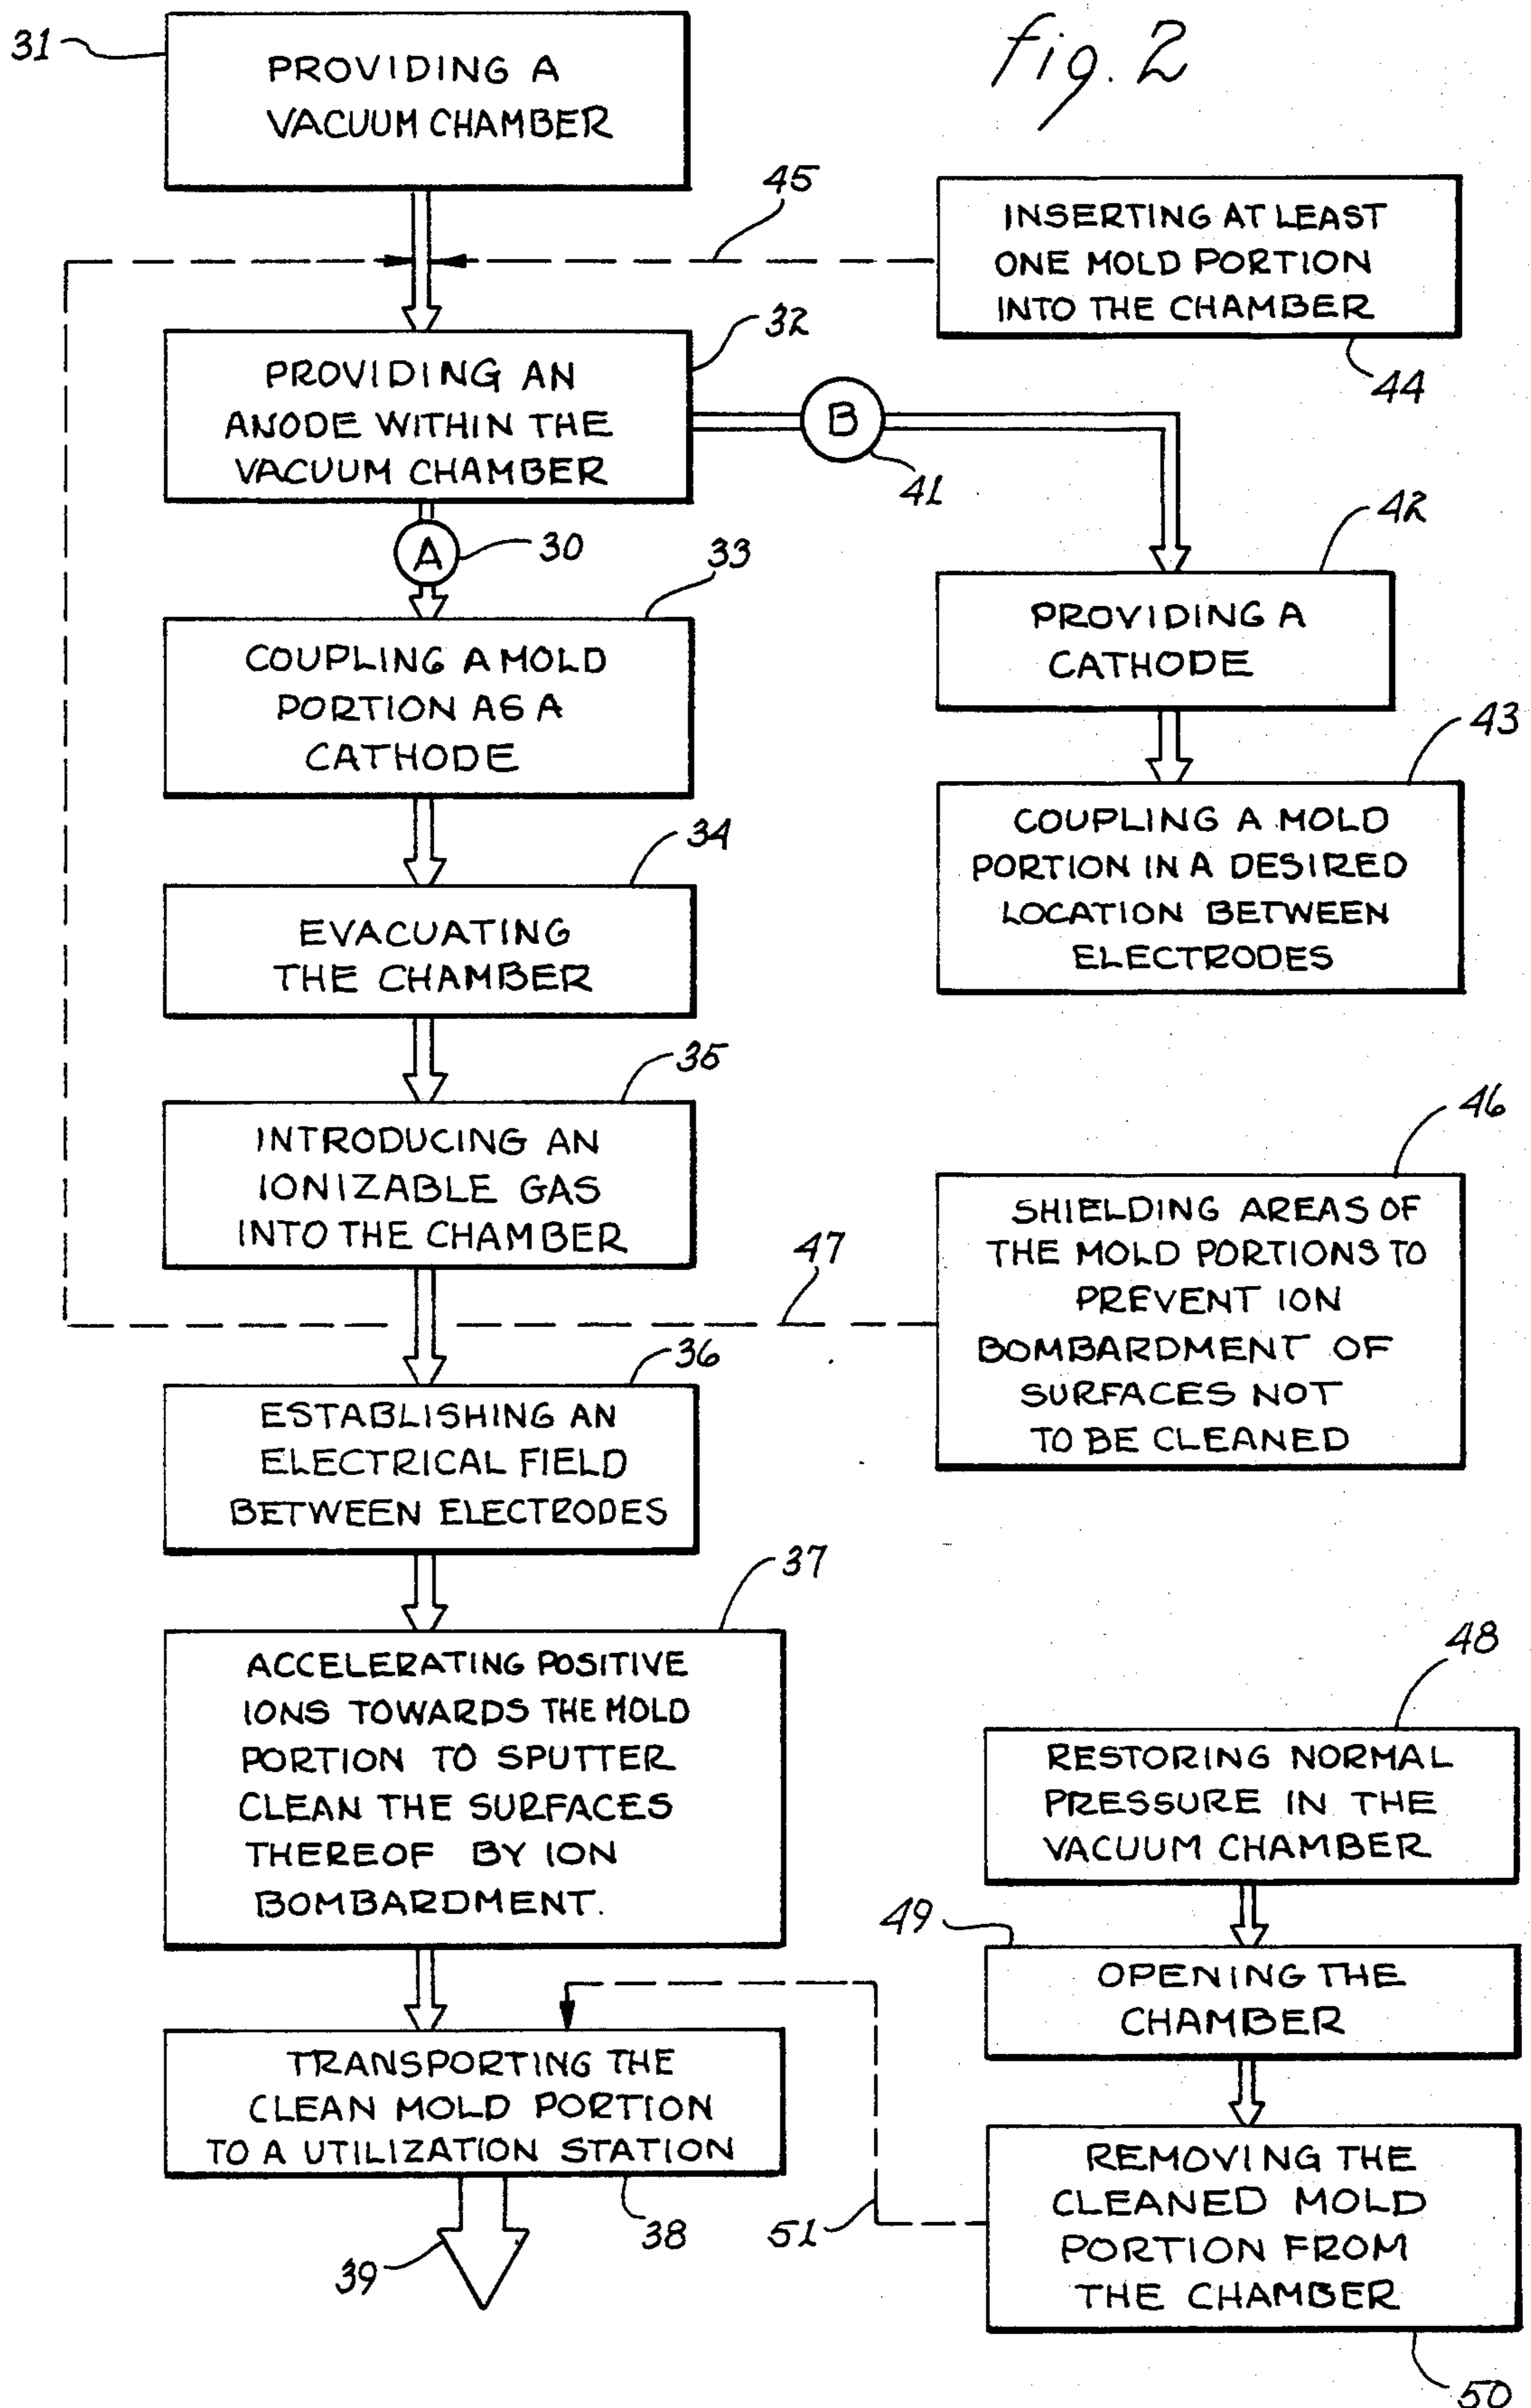 fig. 2
31
PROVIDING A
VACUUM CHAMBER
45
INSERTING AT LEAST
ONE MOLD PORTION
INTO THE CHAMBER
44
32
PROVIDING AN
ANODE WITHIN THE
VACUUM CHAMBER
B
41
A
30
42
PROVIDING A
CATHODE
33
COUPLING A MOLD
PORTION AS A
CATHODE
43
COUPLING A MOLD
PORTION IN A DESIRED
LOCATION BETWEEN
ELECTRODES
34
EVACUATING
THE CHAMBER
35
INTRODUCING AN
IONIZABLE GAS
INTO THE CHAMBER
46
SHIELDING AREAS OF
THE MOLD PORTIONS TO
PREVENT ION
BOMBARDMENT OF
SURFACES NOT
TO BE CLEANED
47
36
ESTABLISHING AN
ELECTRICAL FIELD
BETWEEN ELECTRODES
37
ACCELERATING POSITIVE
IONS TOWARDS THE MOLD
PORTION TO SPUTTER
CLEAN THE SURFACES
THEREOF BY ION
BOMBARDMENT.
48
RESTORING NORMAL
PRESSURE IN THE
VACUUM CHAMBER
49
OPENING THE
CHAMBER
TRANSPORTING THE
CLEAN MOLD PORTION
TO A UTILIZATION STATION
38
39
51
REMOVING THE
CLEANED MOLD
PORTION FROM
THE CHAMBER
50